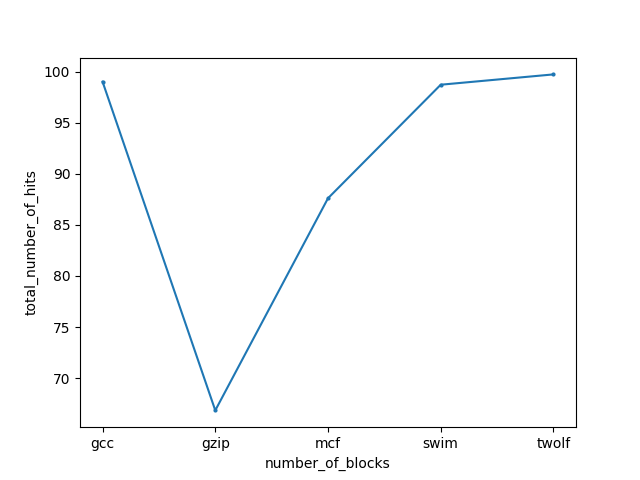 100
95
90
85
80
75
70
total_number_of_hits
gcc gzip mcf swim twolf
number_of_blocks